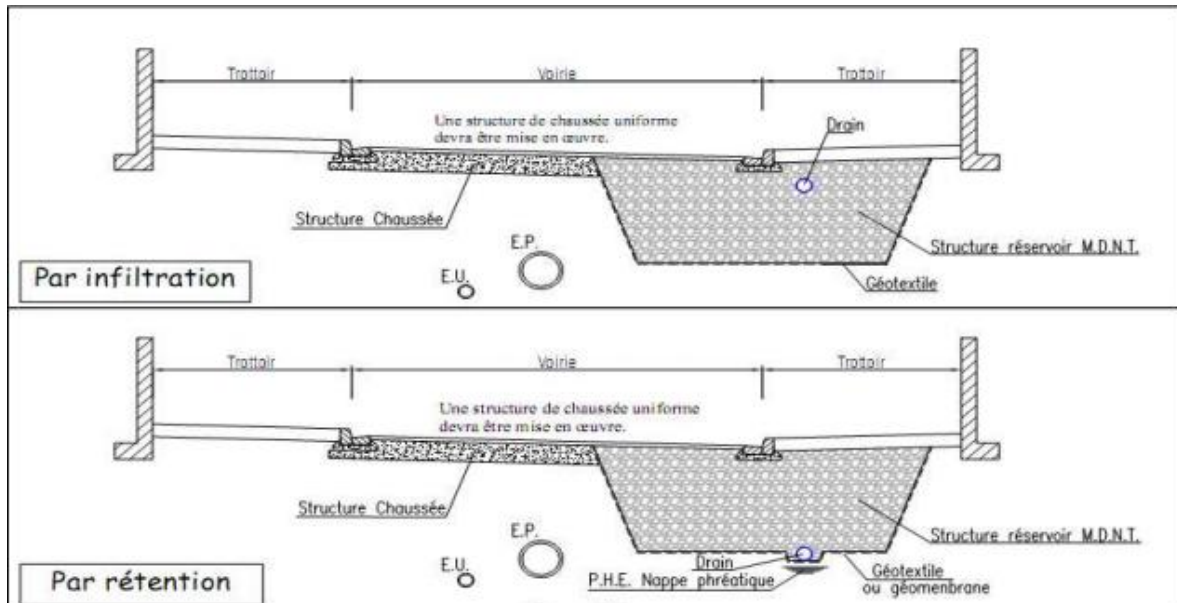 Trottoir
Voirie
Trottoir
Une structure de chaussée uniforme
devra être mise en œuvre.
Drain
Structure Chaussée
Structure réservoir M.D.N.T.
E.P.
E.U.
Géotextile
Par infiltration
Trottoir
Voirie
Trottoir
Une structure de chaussée uniforme
devra être mise en œuvre.
Structure Chaussée
Structure réservoir M.D.N.T.
E.P.
E.U.
Drain
P.H.E. Nappe phréatique
Géotextile
ou géomenbrane
Par rétention